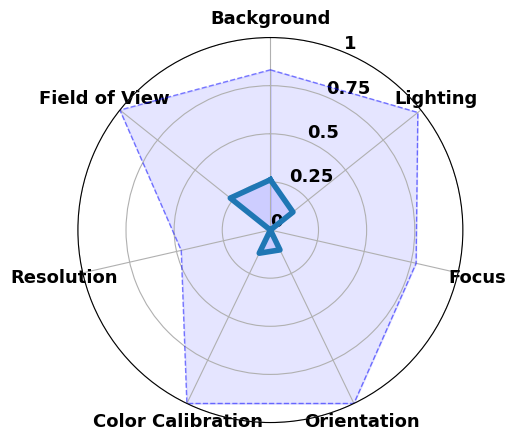 Background
1
0.75
Field of View
Lighting
0.5
0.25
0
Resolution
Focus
Color Calibration
Orientation